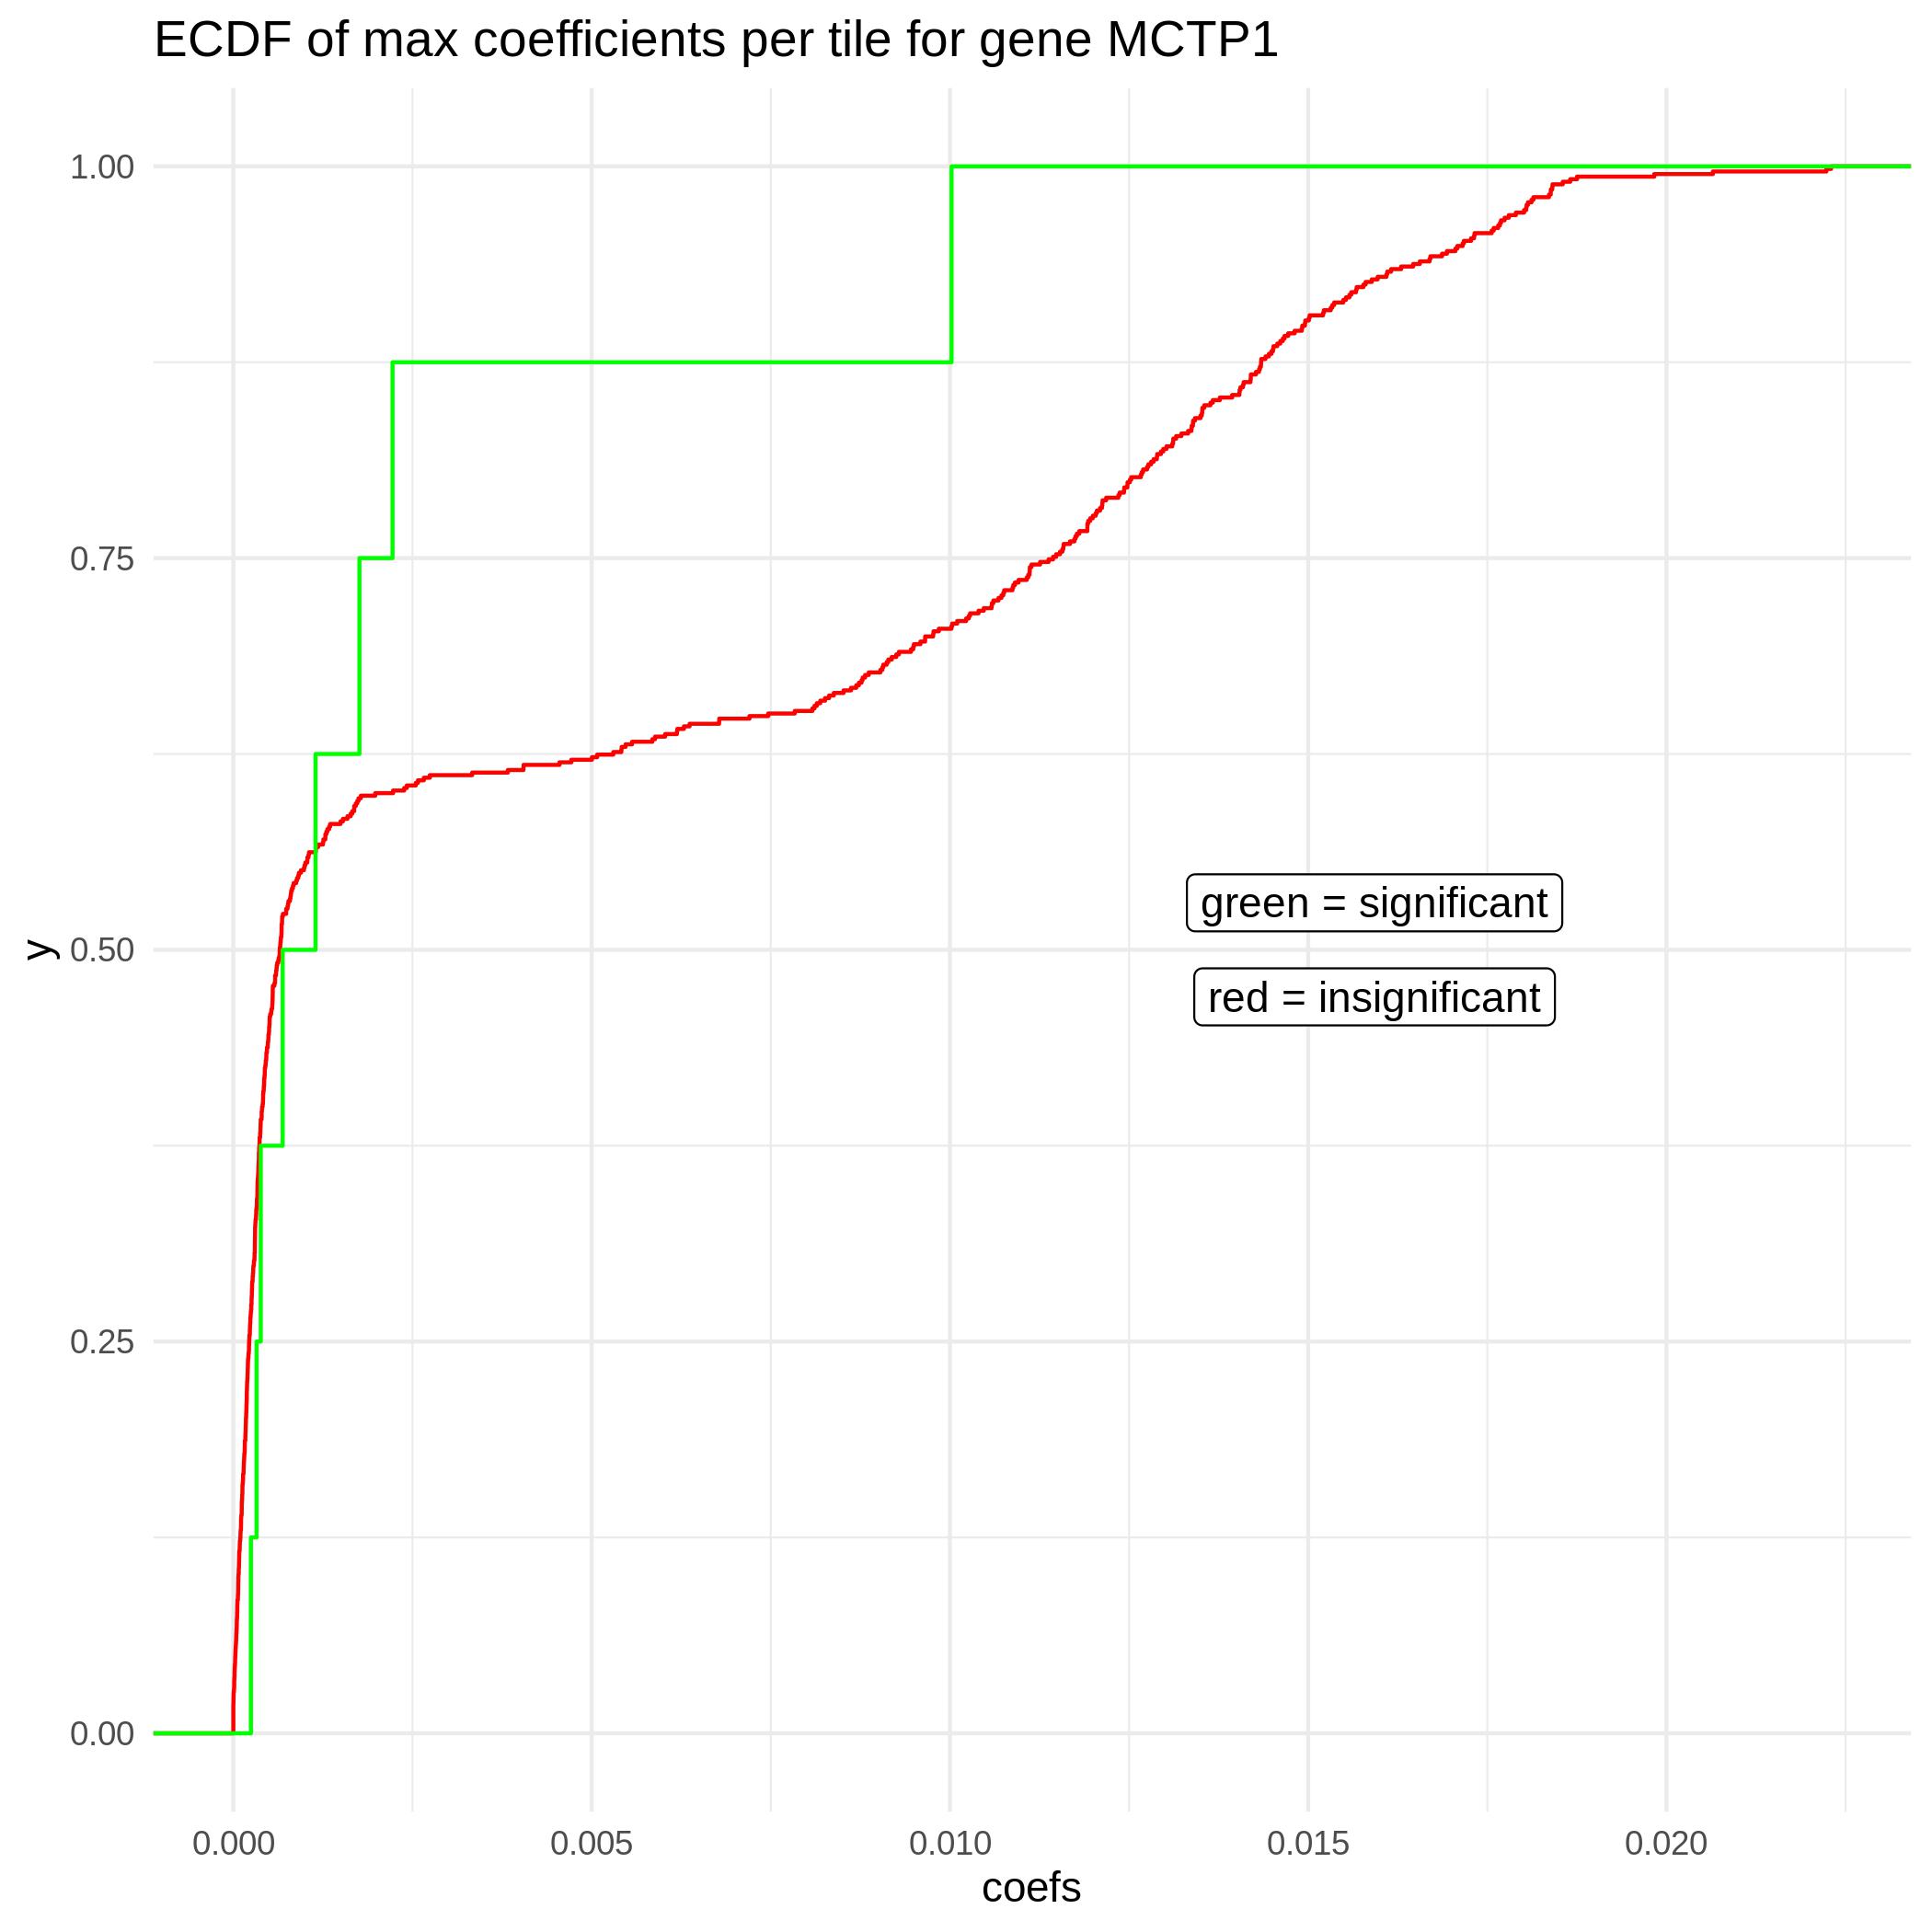 ECDF of max coefficients per tile for gene MCTP1
1.00
0.75
0.50
0.25
0.00
y
green = significant
red = insignificant
0.000 0.005 0.010 0.015 0.020
coefs